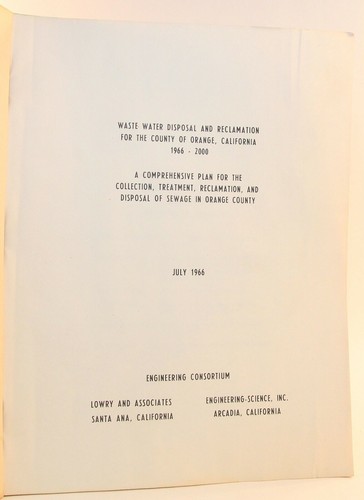 WASTE WATER DISPOSAL AND RECLAMATION
FOR THE COUNTY OF ORANGE, CALIFORNIA
1966 - 2000
A COMPREHENSIVE PLAN FOR THE
COLLECTION, TREATMENT, RECLAMATION, AND
DISPOSAL OF SEWAGE IN ORANGE COUNTY
JULY 1966
ENGINEERING CONSORTIUM
LOWRY AND ASSOCIATES
SANTA ANA, CALIFORNIA
ENGINEERING-SCIENCE, INC.
ARCADIA, CALIFORNIA